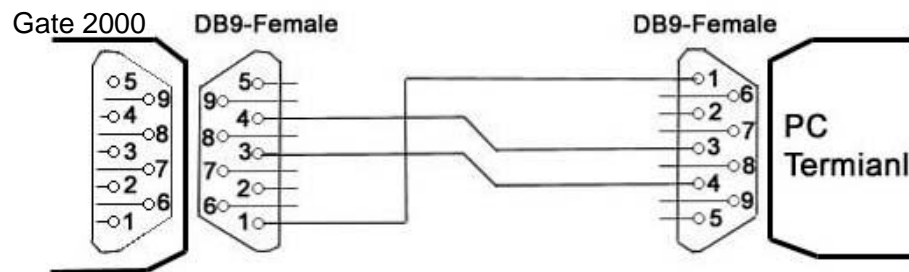 Gate 2000 DB9-Female DB9-Female
5 9 4 8 3 7 2 6 1
5 9 4 8 3 7 2 6 1
1 6 2 7 3 8 4 9 5
PC
Termianl